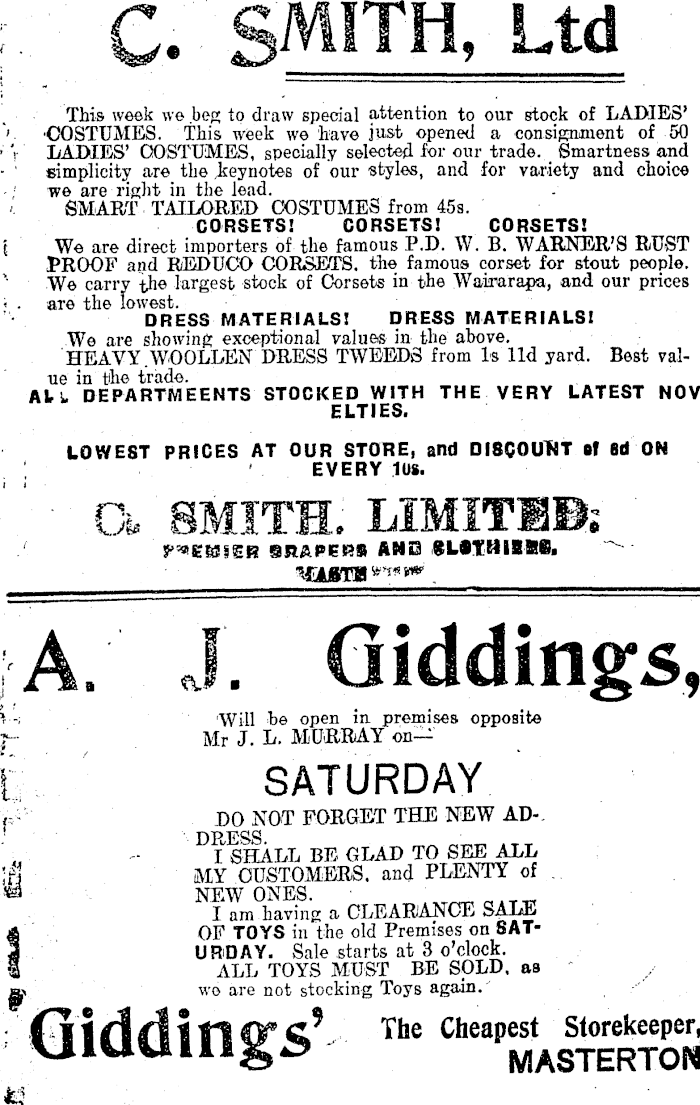 C. SMITH, Ltd
This week we beg to draw special attention to our stock of LADIES'
COSTUMES. This week we have just opened a consignment of 50
LADIES' COSTUMES, specially selected for our trade. Smartness and
simplicity are the keynotes of our styles, and for variety and choice
we are right in the lead.
SMART TAILORED COSTUMES from 45s.
CORSETS! CORSETS! CORSETS!
We are direct importers of the famous P.D. W. B. WARNER'S RUST
PROOF and REDUCO CORSETS, the famous corset for stout people.
We carry the largest stock of Corsets in the Wairarapa, and our prices
are the lowest.
DRESS MATERIALS! DRESS MATERIALS!
We are showing exceptional values in the above.
HEAVY WOOLLEN DRESS TWEEDS from 1s 11d yard. Best val-
ue in the trade.
ALL DEPARTMEENTS STOCKED WITH THE VERY LATEST NOV
ELTIES.
LOWEST PRICES AT OUR STORE, and DISCOUNT of 6d ON
EVERY 10s.
C. SMITH, LIMITED.
PREMIER DRAPERS AND CLOTHIERS,
A. J. Giddings,
Will be open in premises opposite
Mr J. L. MURRAY on—
SATURDAY
DO NOT FORGET THE NEW AD-
DRESS.
I SHALL BE GLAD TO SEE ALL
MY CUSTOMERS, and PLENTY of
NEW ONES.
I am having a CLEARANCE SALE
OF TOYS in the old Premises on SAT-
URDAY. Sale starts at 3 o'clock.
ALL TOYS MUST BE SOLD, as
we are not stocking Toys again.
Giddings' The Cheapest Storekeeper,
MASTERTON